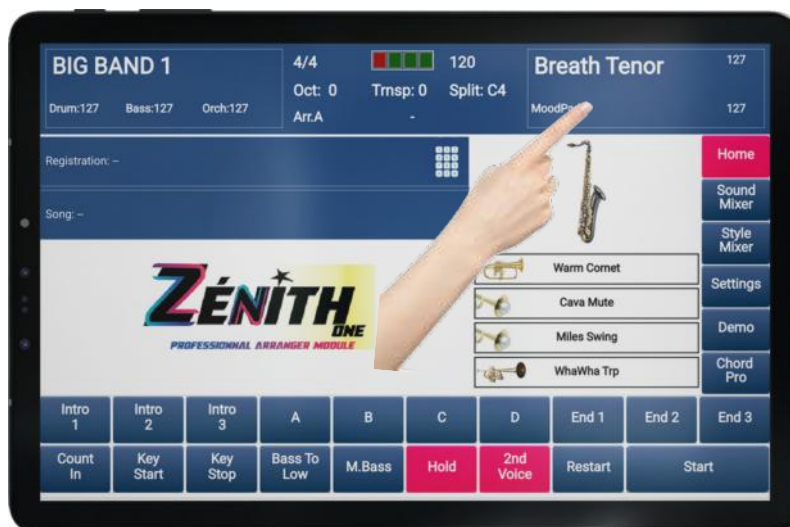 BIG BAND 1
Drum:127 Bass:127 Orch:127
4/4 120
Oct: 0 Trnsp: 0 Split: C4
Arr.A -
Breath Tenor 127
127
Registration: –
Song: –
ZÉNITH
ONE
PROFESSIONNAL ARRANGER MODULE
Warm Cornet
Cava Mute
Miles Swing
WhaWha Trp
Home
Sound
Mixer
Style
Mixer
Settings
Demo
Chord
Pro
Intro
1
Intro
2
Intro
3
A
B
C
D
End 1
End 2
End 3
Count
In
Key
Start
Key
Stop
Bass To
Low
M.Bass
Hold
2nd
Voice
Restart
Start